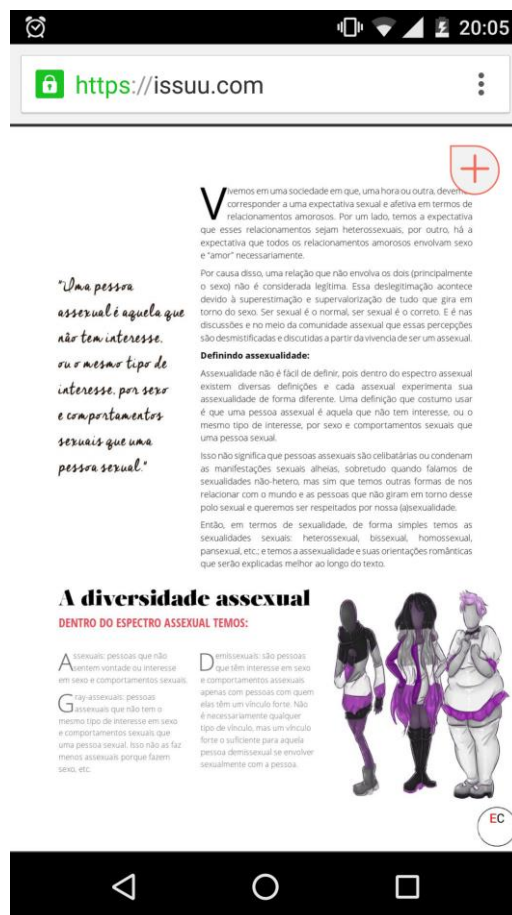 20:05
https://issuu.com
Vivemos em uma sociedade em que, uma hora ou outra,
corresponder a uma expectativa sexual e afetiva em termos de
relacionamentos amorosos. Por um lado, temos a expectativa
que esses relacionamentos sejam heterossexuais, por outro, há a
expectativa que todos os relacionamentos amorosos envolvam sexo
e "amor" necessariamente.
Por causa disso, uma relação que não envolva os dois (principalmente
o sexo) não é considerada legítima. Essa deslegitimação acontece
devido à superestimação e supervalorização de tudo que gira em
torno do sexo. Ser sexual é o normal, ser sexual é o correto. E é nas
discussões e no meio da comunidade assexual que essas percepções
são desmistificadas e discutidas a partir da vivencia de ser um assexual.
"Uma pessoa
assexual é aquela que
não tem interesse,
ou o mesmo tipo de
interesse, por sexo
e comportamentos
sexuais que uma
pessoa sexual."
Definindo assexualidade:
Assexualidade não é fácil de definir, pois dentro do espectro assexual
existem diversas definições e cada assexual experimenta sua
assexualidade de forma diferente. Uma definição que costumo usar
é que uma pessoa assexual é aquela que não tem interesse, ou o
mesmo tipo de interesse, por sexo e comportamentos sexuais que
uma pessoa sexual.
Isso não significa que pessoas assexuais são celibatárias ou condenam
as manifestações sexuais alheias, sobretudo quando falamos de
sexualidades não-hetero, mas sim que temos outras formas de nos
relacionar com o mundo e as pessoas que não giram em torno desse
polo sexual e queremos ser respeitados por nossa (a)sexualidade.
Então, em termos de sexualidade, de forma simples temos as
sexualidades sexuais: heterossexual, bissexual, homossexual,
pansexual, etc.; e temos a assexualidade e suas orientações românticas
que serão explicadas melhor ao longo do texto.
A diversidade assexual
DENTRO DO ESPECTRO ASSEXUAL TEMOS:
Assexuais: pessoas que não
sentem vontade ou interesse
em sexo e comportamentos sexuais.
Gray-assexuais: pessoas
assexuais que não tem o
mesmo tipo de interesse em sexo
e comportamentos sexuais que
uma pessoa sexual. Isso não as faz
menos assexuais porque fazem
sexo, etc.
Demissexuais: são pessoas
que têm interesse em sexo
e comportamentos assexuais
apenas com pessoas com quem
elas têm um vínculo forte. Não
é necessariamente qualquer
tipo de vínculo, mas um vínculo
forte o suficiente para aquela
pessoa demissexual se envolver
sexualmente com a pessoa.
EC